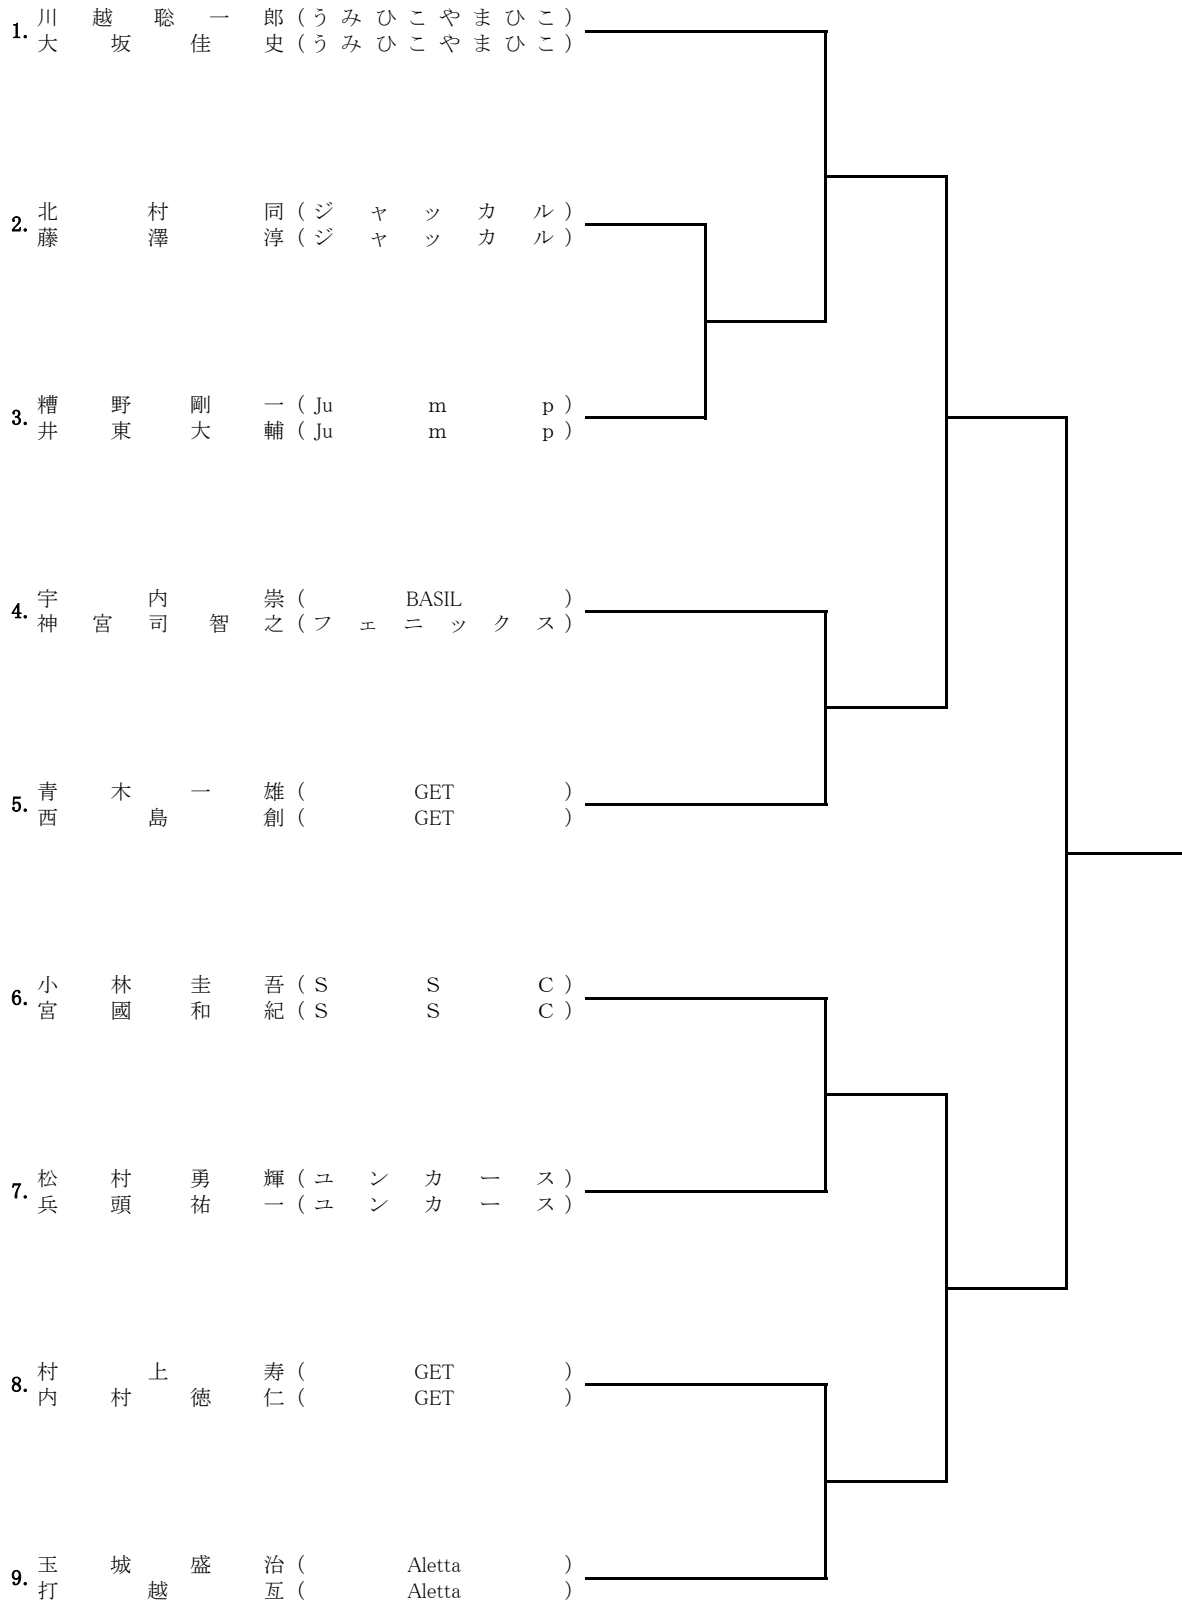 1. 川越聡一郎(うみひこやまひこ)
大坂佳史(うみひこやまひこ)
2. 北村同(ジャッカル)
藤澤淳(ジャッカル)
3. 糟野剛一(Jump)
井東大輔(Jump)
4. 宇内崇(BASIL)
神宮司智之(フェニックス)
5. 青木一雄(GET)
西島創(GET)
6. 小林圭吾(SSC)
宮國和紀(SSC)
7. 松村勇輝(ユンカース)
兵頭祐一(ユンカース)
8. 村上寿(GET)
内村徳仁(GET)
9. 玉城盛治(Aletta)
打越亙(Aletta)